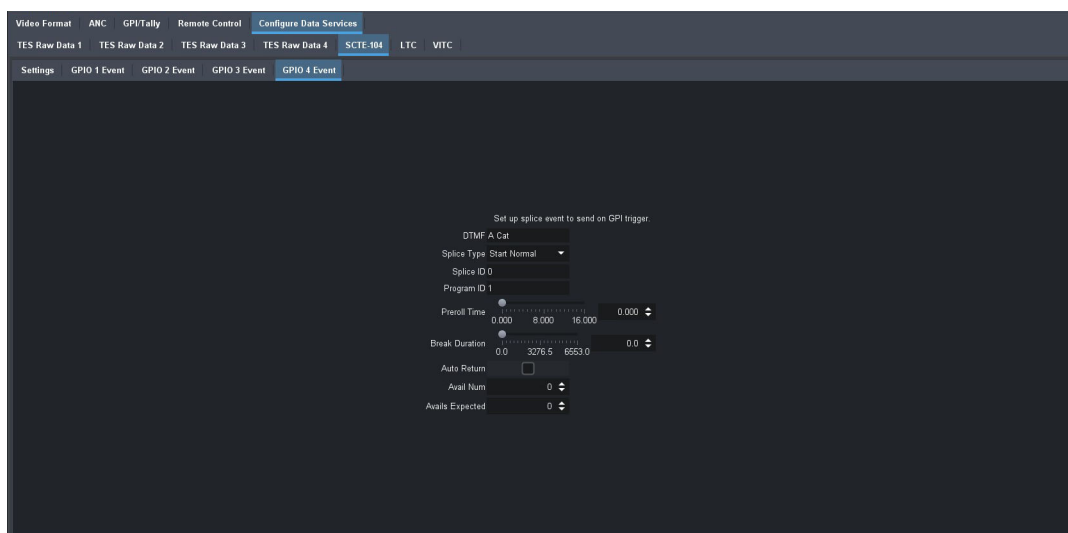 Video Format ANC GPI/Tally Remote Control Configure Data Services
TES Raw Data 1 TES Raw Data 2 TES Raw Data 3 TES Raw Data 4 SCTE-104 LTC VITC
Settings GPIO 1 Event GPIO 2 Event GPIO 3 Event GPIO 4 Event
Set up splice event to send on GPI trigger.
DTMF A Cat
Splice Type Start Normal
Splice ID 0
Program ID 1
Preroll Time 0.000
0.000 8.000 16.000
Break Duration 0.0
0.0 3276.5 6553.0
Auto Return
Avail Num 0
Avails Expected 0